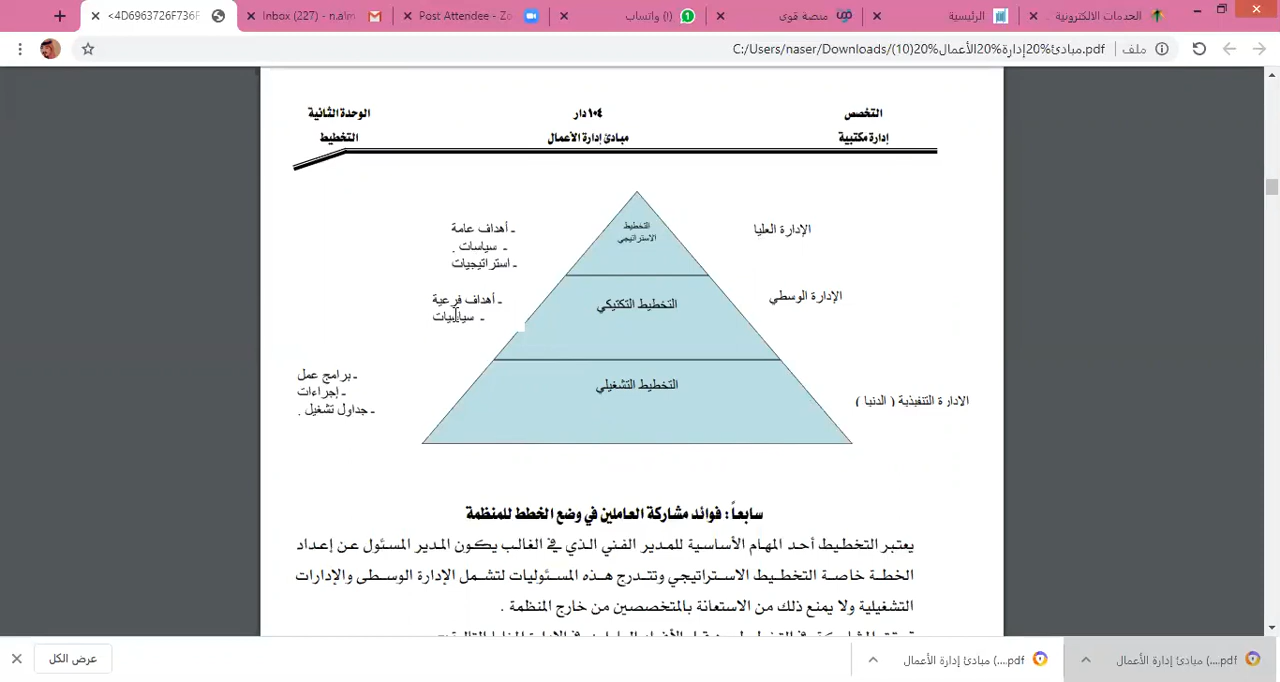 <4D6963726F736F
Inbox (227) - n.alm
Post Attendee - Zo
(١) واتساب
منصة قوى
الرئيسية
الخدمات الالكترونية
ملف
C:/Users/naser/Downloads/(10)20%مبادئ%20إدارة%20الأعمال.pdf
التخصص
١٠٤ دار
الوحدة الثانية
إدارة مكتبية
مبادئ إدارة الأعمال
التخطيط
الإدارة العليا
التخطيط
الاستراتيجي
ـ أهداف عامة
ـ سياسات .
ـ استراتيجيات
الإدارة الوسطي
التخطيط التكتيكي
ـ أهداف فرعية
ـ سياسيات
الادارة التنفيذية ( الدنيا )
التخطيط التشغيلي
ـ برامج عمل
ـ إجراءات
ـ جداول تشغيل .
سابعاً : فوائد مشاركة العاملين في وضع الخطط للمنظمة
يعتبر التخطيط أحد المهام الأساسية للمدير الفني الذي في الغالب يكون المدير المسئول عن إعداد
الخطة خاصة التخطيط الاستراتيجي وتتدرج هذه المسئوليات لتشمل الإدارة الوسطى والإدارات
التشغيلية ولا يمنع ذلك من الاستعانة بالمتخصصين من خارج المنظمة .
مبادئ إدارة الأعمال (....pdf
مبادئ إدارة الأعمال (....pdf
عرض الكل